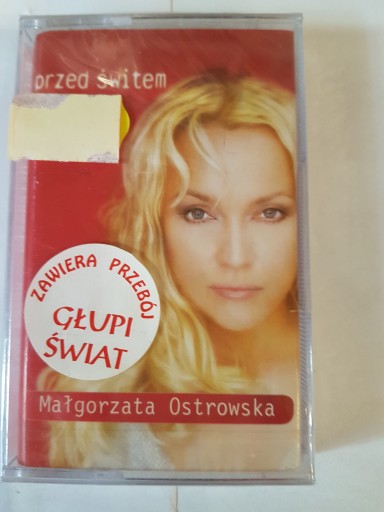 przed świtem
ZAWIERA PRZEBÓJ
GŁUPI
ŚWIAT
Małgorzata Ostrowska